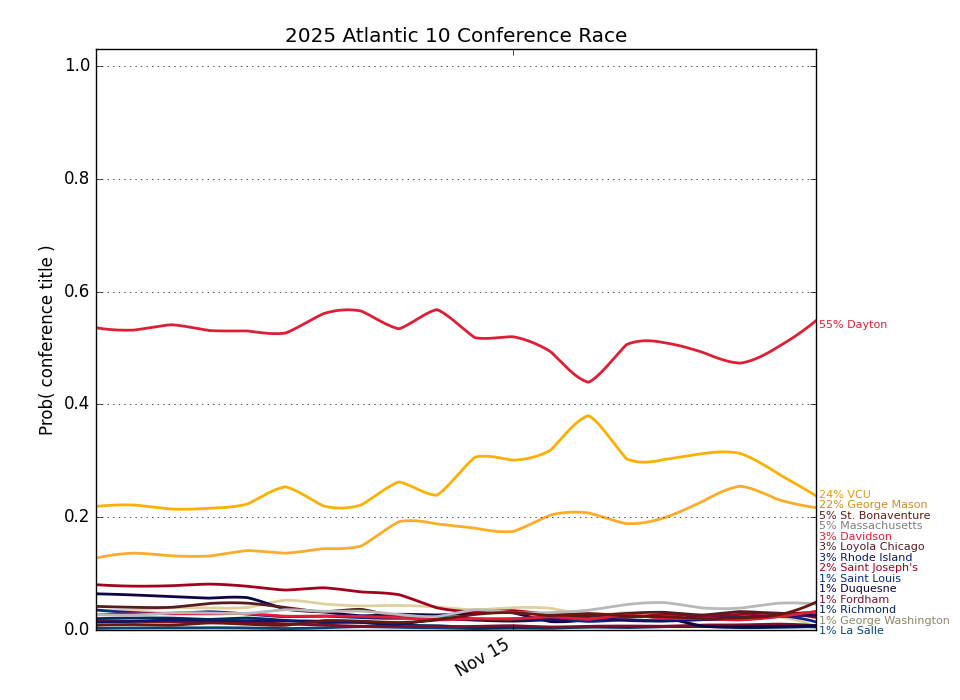 2025 Atlantic 10 Conference Race
Prob( conference title )
1.0
0.8
0.6
0.4
0.2
0.0
Nov 15
55% Dayton
24% VCU
22% George Mason
5% St. Bonaventure
5% Massachusetts
3% Davidson
3% Loyola Chicago
3% Rhode Island
2% Saint Joseph's
1% Saint Louis
1% Duquesne
1% Fordham
1% Richmond
1% George Washington
1% La Salle